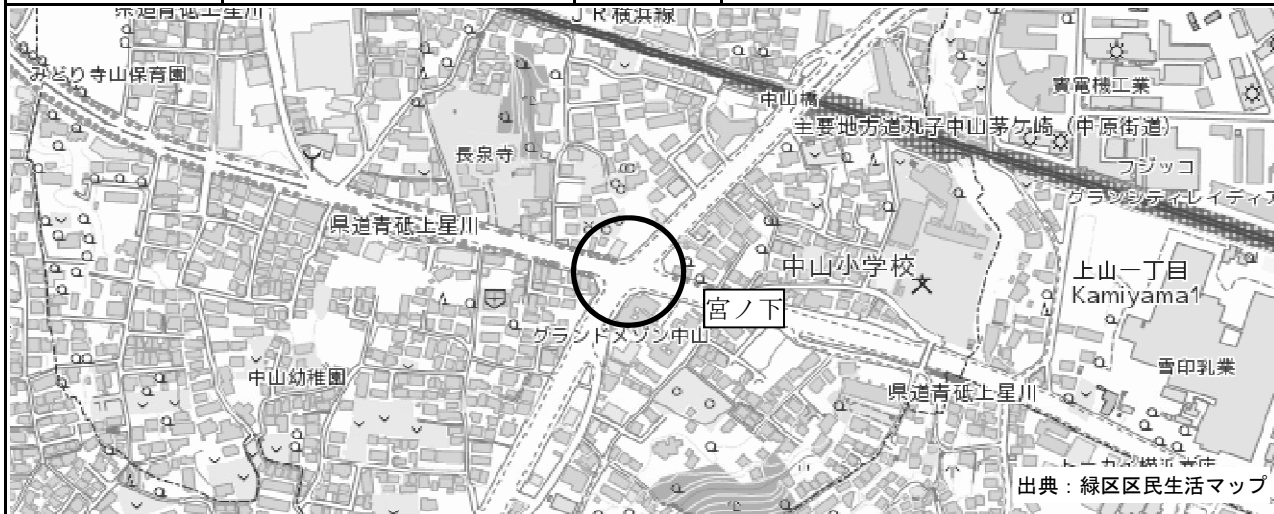 県道青砥上星川
JR横浜線
みどり寺山保育園
中山橋
寳電機工業
主要地方道丸子中山茅ケ崎（中原街道）
長泉寺
フジッコ
グランシティレイディア
県道青砥上星川
中山小学校
上山一丁目
Kamiyama1
宮ノ下
グランドメゾン中山
雪印乳業
中山幼稚園
県道青砥上星川
出典：緑区区民生活マップ